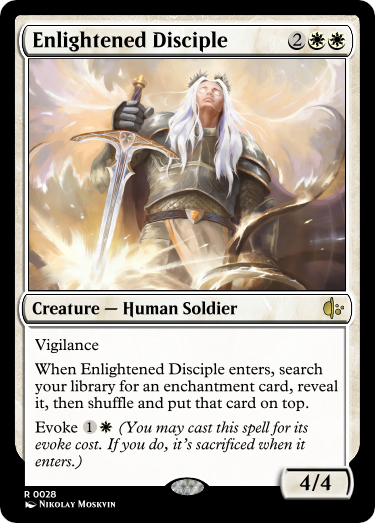 Enlightened Disciple 2
Creature — Human Soldier
Vigilance
When Enlightened Disciple enters, search
your library for an enchantment card, reveal
it, then shuffle and put that card on top.
Evoke 1 (You may cast this spell for its
evoke cost. If you do, it's sacrificed when it
enters.)
4/4
R 0028
Nikolay Moskvin